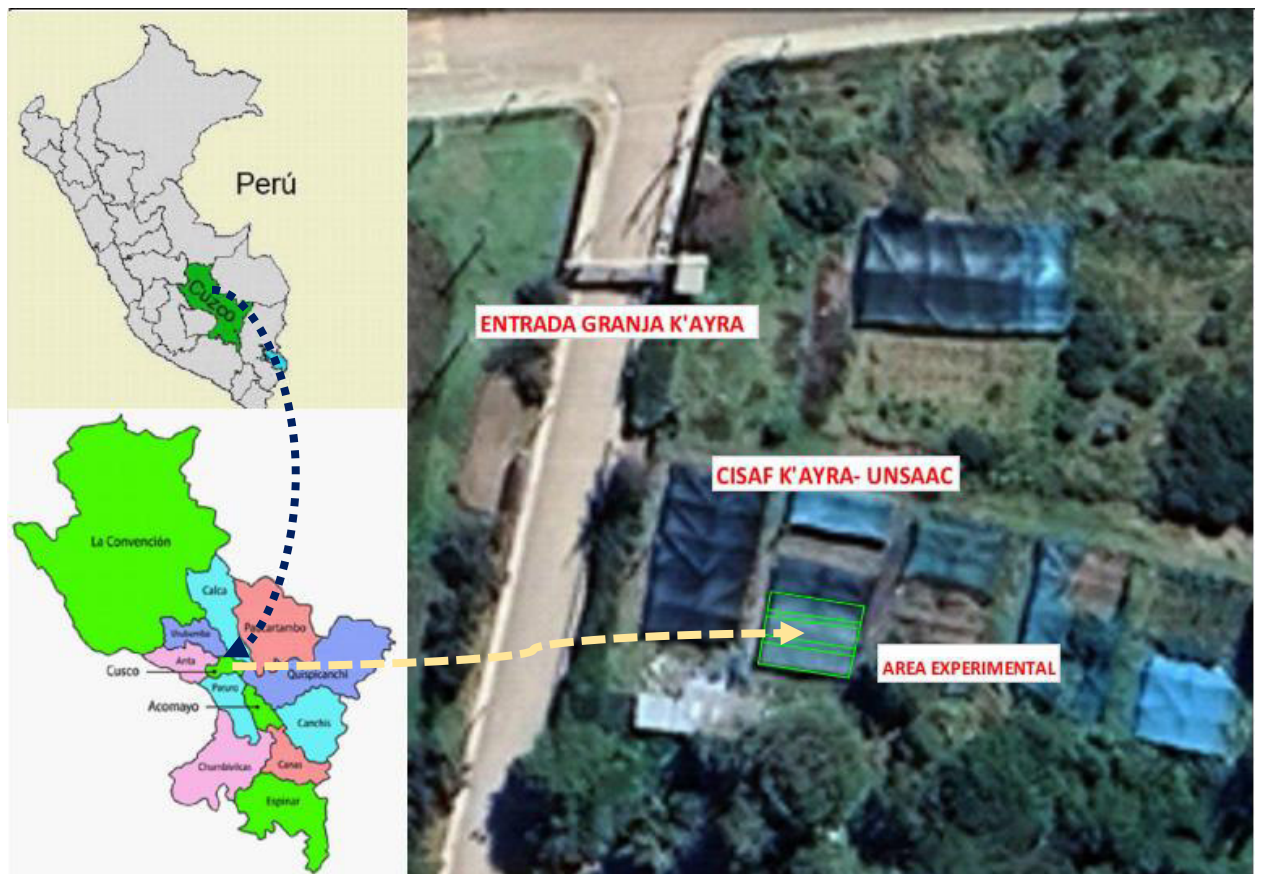 Perú
Cuzco
La Convención
Calca
Paucartambo
Urubamba
Anta
Cusco
Quispicanchi
Paruro
Acomayo
Canchis
Chumbivilcas
Canas
Espinar
ENTRADA GRANJA K'AYRA
CISAF K'AYRA- UNSAAC
AREA EXPERIMENTAL